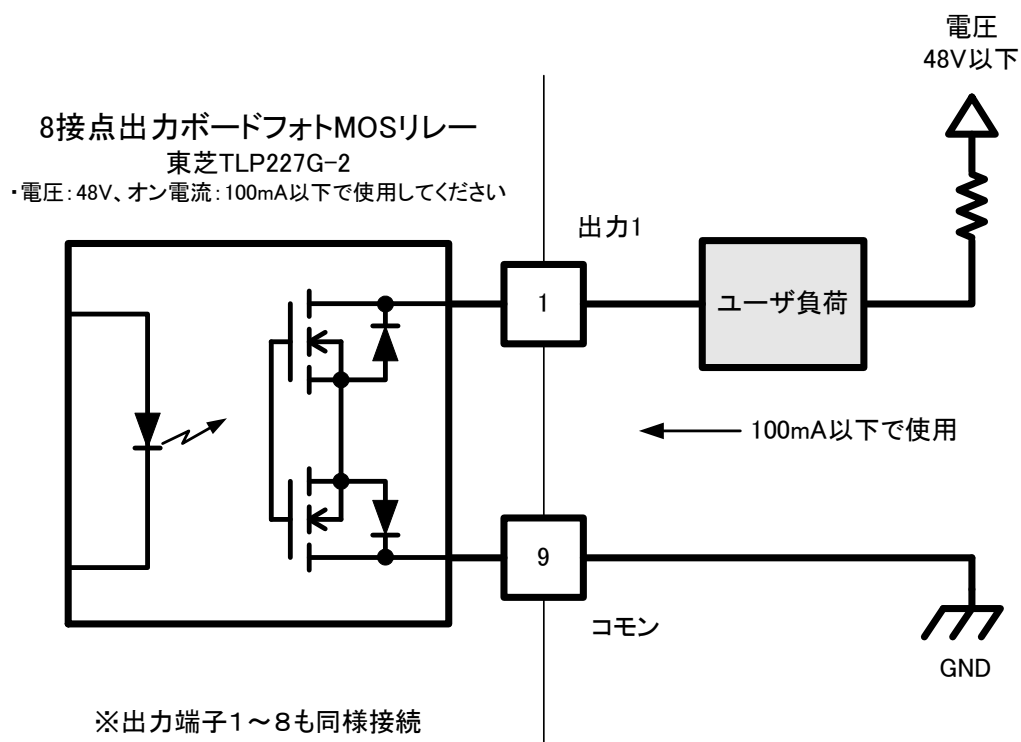 電圧
48V以下
8接点出力ボードフォトMOSリレー
東芝TLP227G-2
・電圧：48V、オン電流：100mA以下で使用してください
出力1
1
ユーザ負荷
100mA以下で使用
9
コモン
GND
※出力端子１～８も同様接続